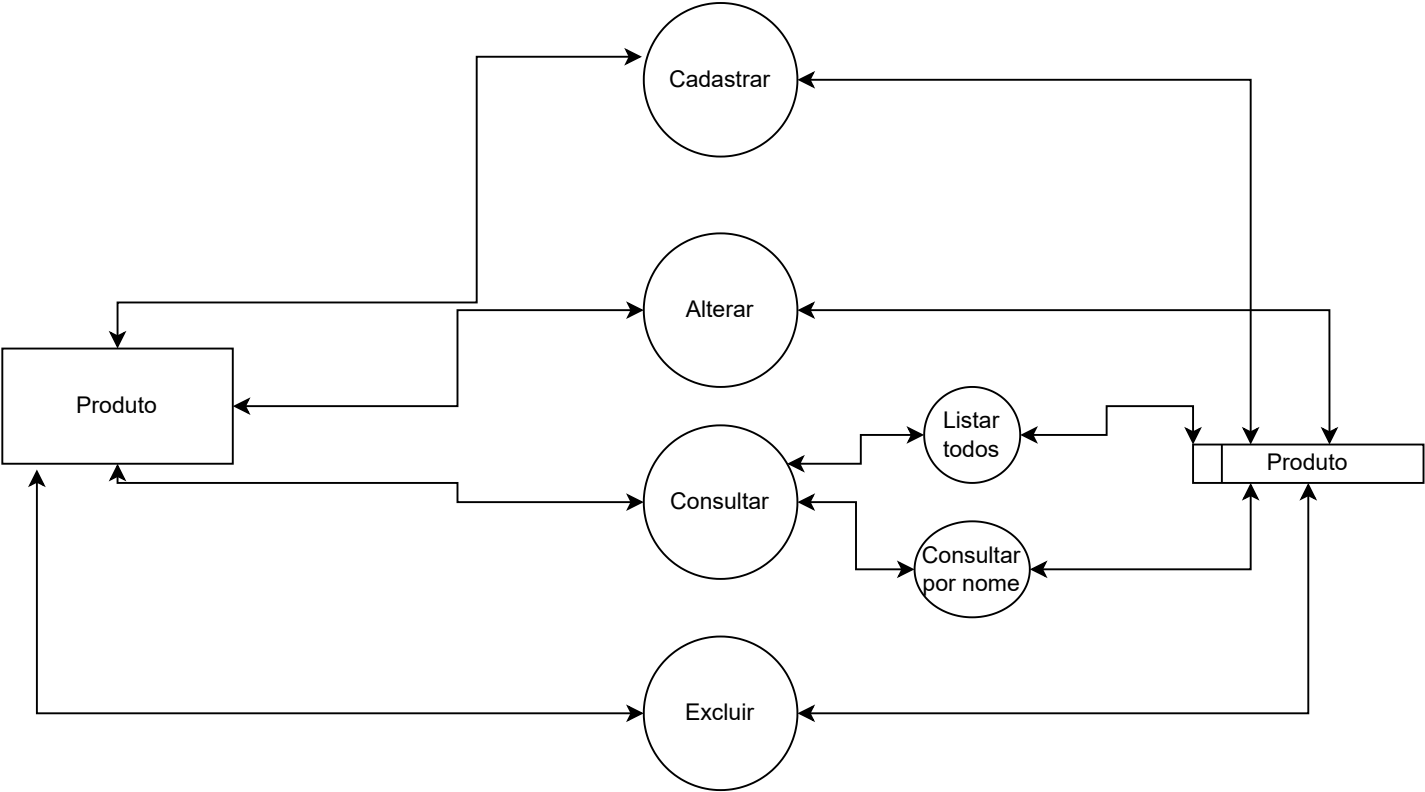 Cadastrar
Alterar
Produto
Listar
todos
Produto
Consultar
Consultar
por nome
Excluir